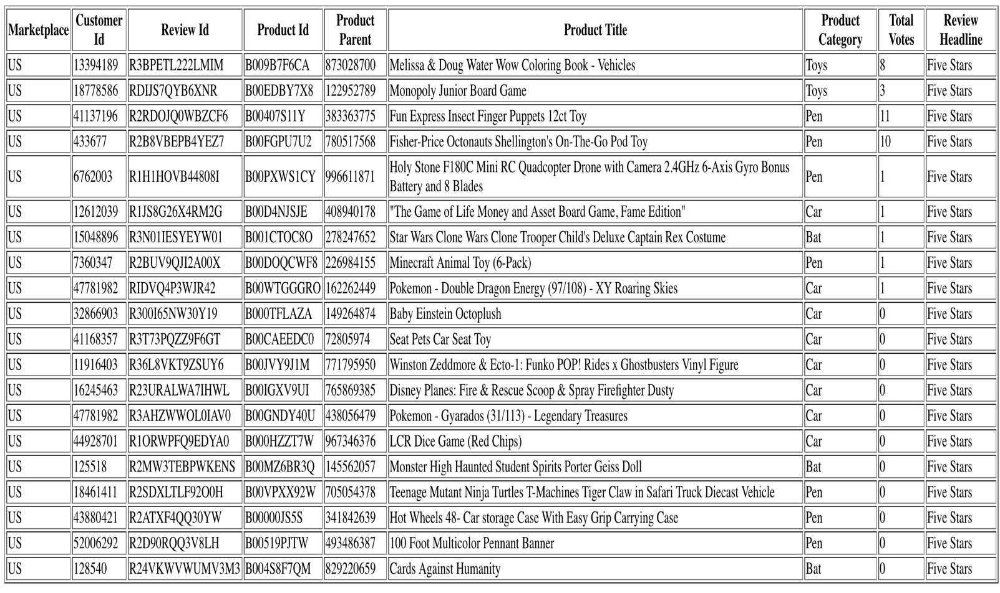 Marketplace Customer Id Review Id Product Id Product Parent Product Title Product Category Total Votes Review Headline
US 13394189 R3BPETL222LMIM B009B7F6CA 873028700 Melissa & Doug Water Wow Coloring Book - Vehicles Toys 8 Five Stars
US 18778586 RDIJS7QYB6XNR B00EDBY7X8 122952789 Monopoly Junior Board Game Toys 3 Five Stars
US 41137196 R2RDOJQ0WBZCF6 B00407S11Y 383363775 Fun Express Insect Finger Puppets 12ct Toy Pen 11 Five Stars
US 433677 R2B8VBEPB4YEZ7 B00FGPU7U2 780517568 Fisher-Price Octonauts Shellington's On-The-Go Pod Toy Pen 10 Five Stars
US 6762003 R1H1HOVB44808I B00PXWS1CY 996611871 Holy Stone F180C Mini RC Quadcopter Drone with Camera 2.4GHz 6-Axis Gyro Bonus Battery and 8 Blades Pen 1 Five Stars
US 12612039 R1JS8G26X4RM2G B00D4NJSJE 408940178 "The Game of Life Money and Asset Board Game, Fame Edition" Car 1 Five Stars
US 15048896 R3N01IESYEYW01 B001CTOC8O 278247652 Star Wars Clone Wars Clone Trooper Child's Deluxe Captain Rex Costume Bat 1 Five Stars
US 7360347 R2BUV9QJI2A00X B00DOQCWF8 226984155 Minecraft Animal Toy (6-Pack) Pen 1 Five Stars
US 47781982 RIDVQ4P3WJR42 B00WTGGGRO 162262449 Pokemon - Double Dragon Energy (97/108) - XY Roaring Skies Car 1 Five Stars
US 32866903 R300I65NW30Y19 B000TFLAZA 149264874 Baby Einstein Octoplush Car 0 Five Stars
US 41168357 R3T73PQZZ9F6GT B00CAEEDC0 72805974 Seat Pets Car Seat Toy Car 0 Five Stars
US 11916403 R36L8VKT9ZSUY6 B00JVY9J1M 771795950 Winston Zeddmore & Ecto-1: Funko POP! Rides x Ghostbusters Vinyl Figure Car 0 Five Stars
US 16245463 R23URALWA7IHWL B00IGXV9UI 765869385 Disney Planes: Fire & Rescue Scoop & Spray Firefighter Dusty Car 0 Five Stars
US 47781982 R3AHZWWOL0IAV0 B00GNDY40U 438056479 Pokemon - Gyarados (31/113) - Legendary Treasures Car 0 Five Stars
US 44928701 R1ORWPFQ9EDYA0 B000HZZT7W 967346376 LCR Dice Game (Red Chips) Car 0 Five Stars
US 125518 R2MW3TEBPWKENS B00MZ6BR3Q 145562057 Monster High Haunted Student Spirits Porter Geiss Doll Bat 0 Five Stars
US 18461411 R2SDXLTLF92O0H B00VPXX92W 705054378 Teenage Mutant Ninja Turtles T-Machines Tiger Claw in Safari Truck Diecast Vehicle Pen 0 Five Stars
US 43880421 R2ATXF4QQ30YW B00000JS5S 341842639 Hot Wheels 48- Car storage Case With Easy Grip Carrying Case Pen 0 Five Stars
US 52006292 R2D90RQQ3V8LH B00519PJTW 493486387 100 Foot Multicolor Pennant Banner Pen 0 Five Stars
US 128540 R24VKWVWUMV3M3 B004S8F7QM 829220659 Cards Against Humanity Bat 0 Five Stars